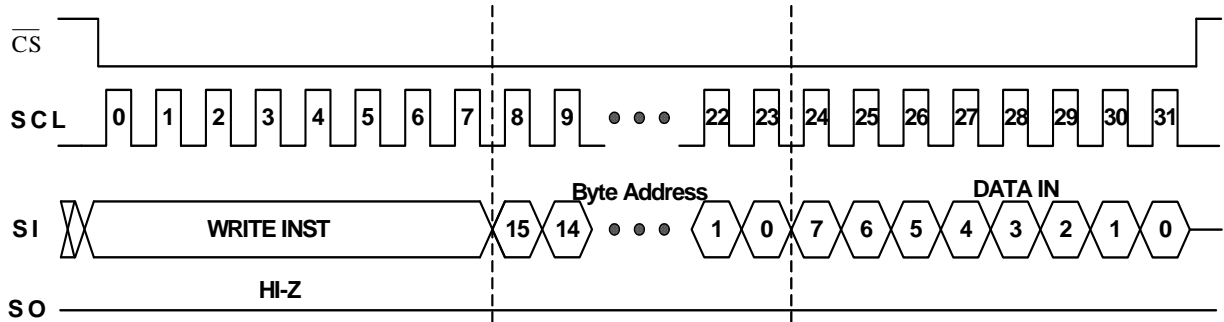 CS
SCL 0 1 2 3 4 5 6 7 8 9 22 23 24 25 26 27 28 29 30 31
Byte Address DATA IN
SI WRITE INST 15 14 1 0 7 6 5 4 3 2 1 0
HI-Z
SO